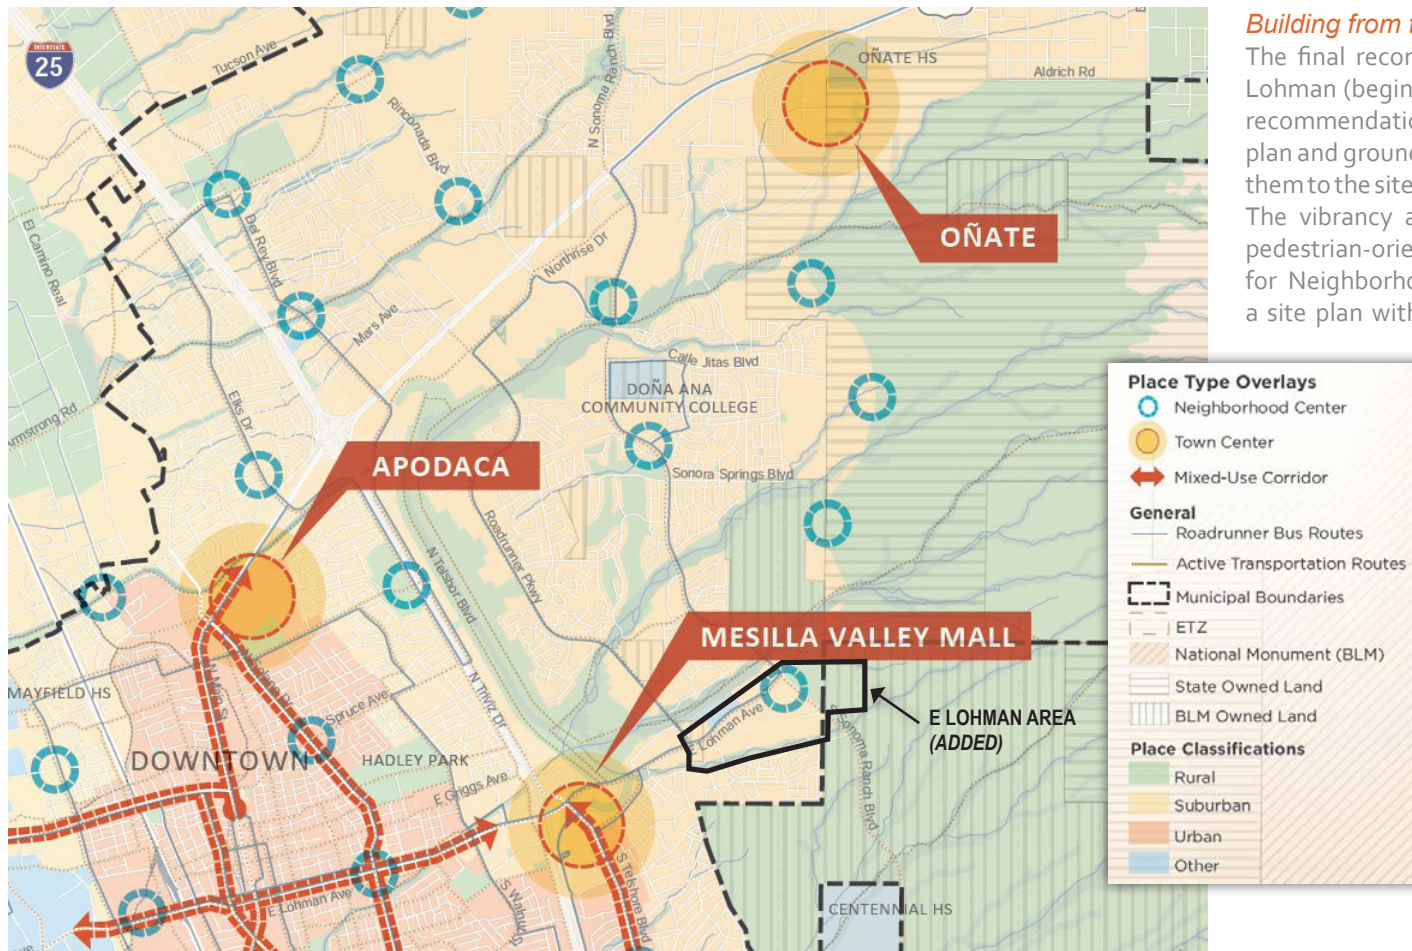 Building from t
The final recon
Lohman (begin
recommendatio
plan and ground
them to the site
The vibrancy a
pedestrian-orie
for Neighborho
a site plan with
INTERSTATE
25
Tucson Ave
Rinconada Blvd
N Sonoma Ranch Blvd
OÑATE HS
Aldrich Rd
OÑATE
El Camino Real
Del Rey Blvd
Northrise Dr
Mars Ave
Calle Jitas Blvd
DOÑA ANA
COMMUNITY COLLEGE
Armstrong Rd
Elks Dr
APODACA
Sonora Springs Blvd
Roadrunner Pkwy
N Telshor Blvd
MESILLA VALLEY MALL
MAYFIELD HS
N Main St
Spruce Ave
N Triviz Dr
E Lohman Ave
E LOHMAN AREA
(ADDED)
S Sonoma Ranch Blvd
DOWNTOWN
HADLEY PARK
E Griggs Ave
E Lohman Ave
S Walnut St
S Telshore Blvd
CENTENNIAL HS
Place Type Overlays
Neighborhood Center
Town Center
Mixed-Use Corridor
General
Roadrunner Bus Routes
Active Transportation Routes
Municipal Boundaries
ETZ
National Monument (BLM)
State Owned Land
BLM Owned Land
Place Classifications
Rural
Suburban
Urban
Other